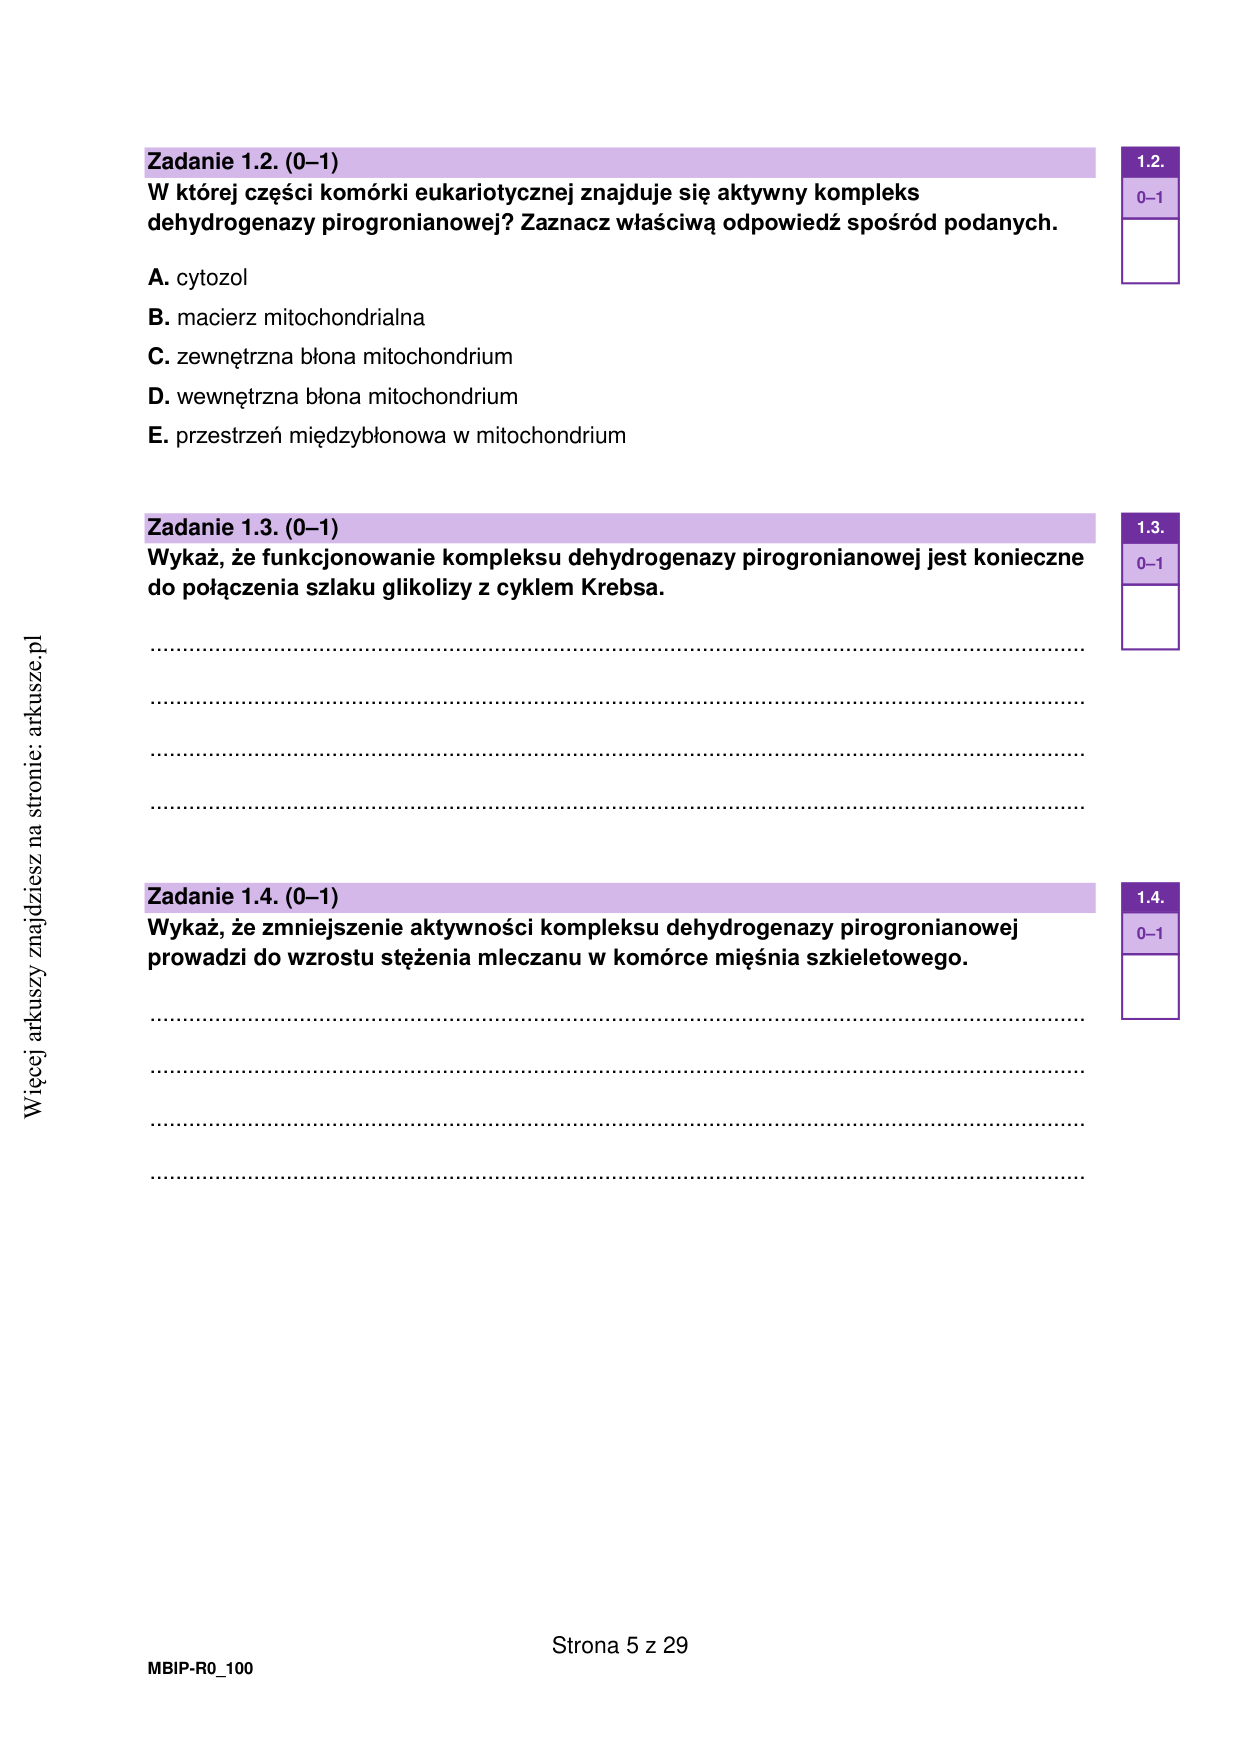 Zadanie 1.2. (0–1)
W której części komórki eukariotycznej znajduje się aktywny kompleks
dehydrogenazy pirogronianowej? Zaznacz właściwą odpowiedź spośród podanych.
1.2.
0–1
A. cytozol
B. macierz mitochondrialna
C. zewnętrzna błona mitochondrium
D. wewnętrzna błona mitochondrium
E. przestrzeń międzybłonowa w mitochondrium
Zadanie 1.3. (0–1)
Wykaż, że funkcjonowanie kompleksu dehydrogenazy pirogronianowej jest konieczne
do połączenia szlaku glikolizy z cyklem Krebsa.
1.3.
0–1
Zadanie 1.4. (0–1)
Wykaż, że zmniejszenie aktywności kompleksu dehydrogenazy pirogronianowej
prowadzi do wzrostu stężenia mleczanu w komórce mięśnia szkieletowego.
1.4.
0–1
Więcej arkuszy znajdziesz na stronie: arkusze.pl
Strona 5 z 29
MBIP-R0_100